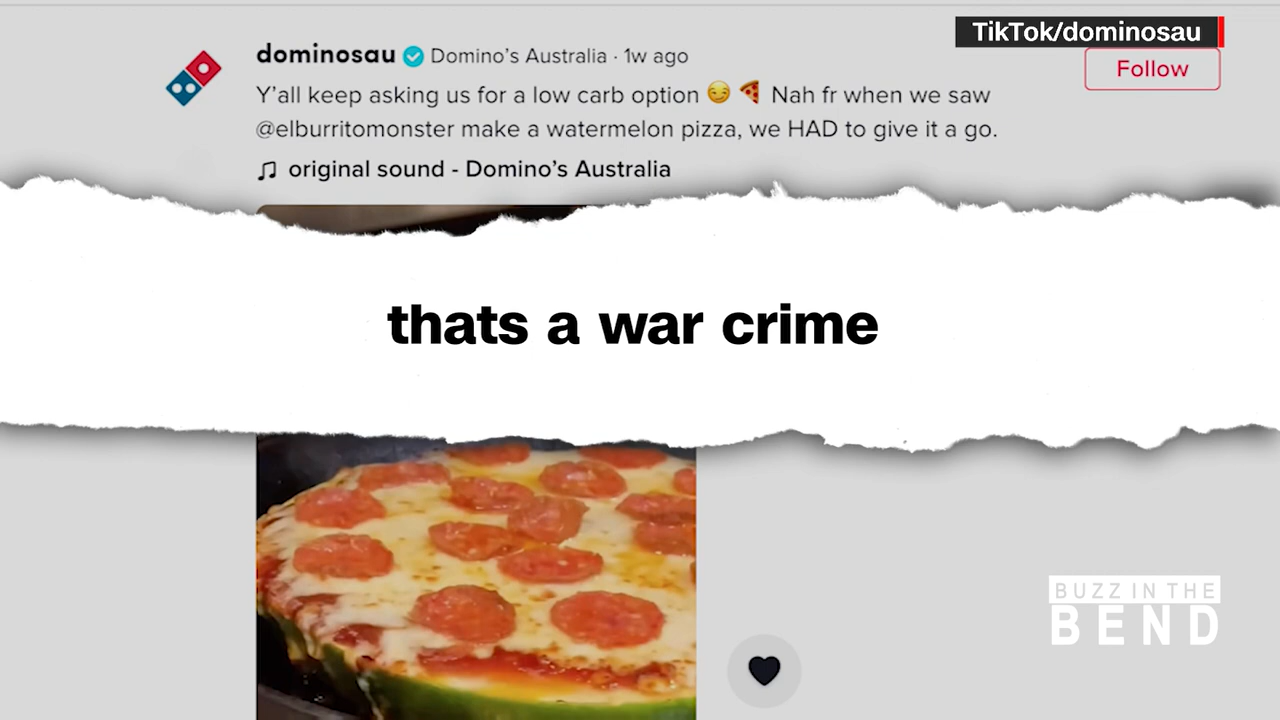 TikTok/dominosau
dominosau Domino's Australia · 1w ago
Follow
Y'all keep asking us for a low carb option 😏 🍕 Nah fr when we saw
@elburritomonster make a watermelon pizza, we HAD to give it a go.
♫ original sound - Domino's Australia
thats a war crime
BUZZ IN THE
BEND